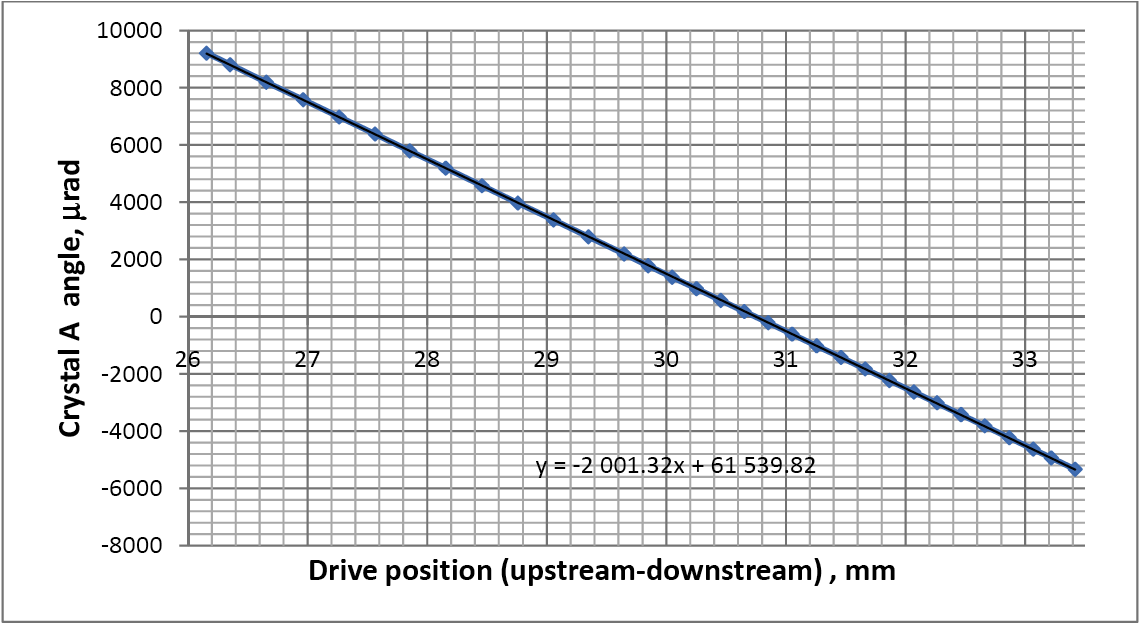 10000
8000
6000
4000
2000
0
-2000
-4000
-6000
-8000
Crystal A angle, μrad
26 27 28 29 30 31 32 33
y = -2 001.32x + 61 539.82
Drive position (upstream-downstream) , mm